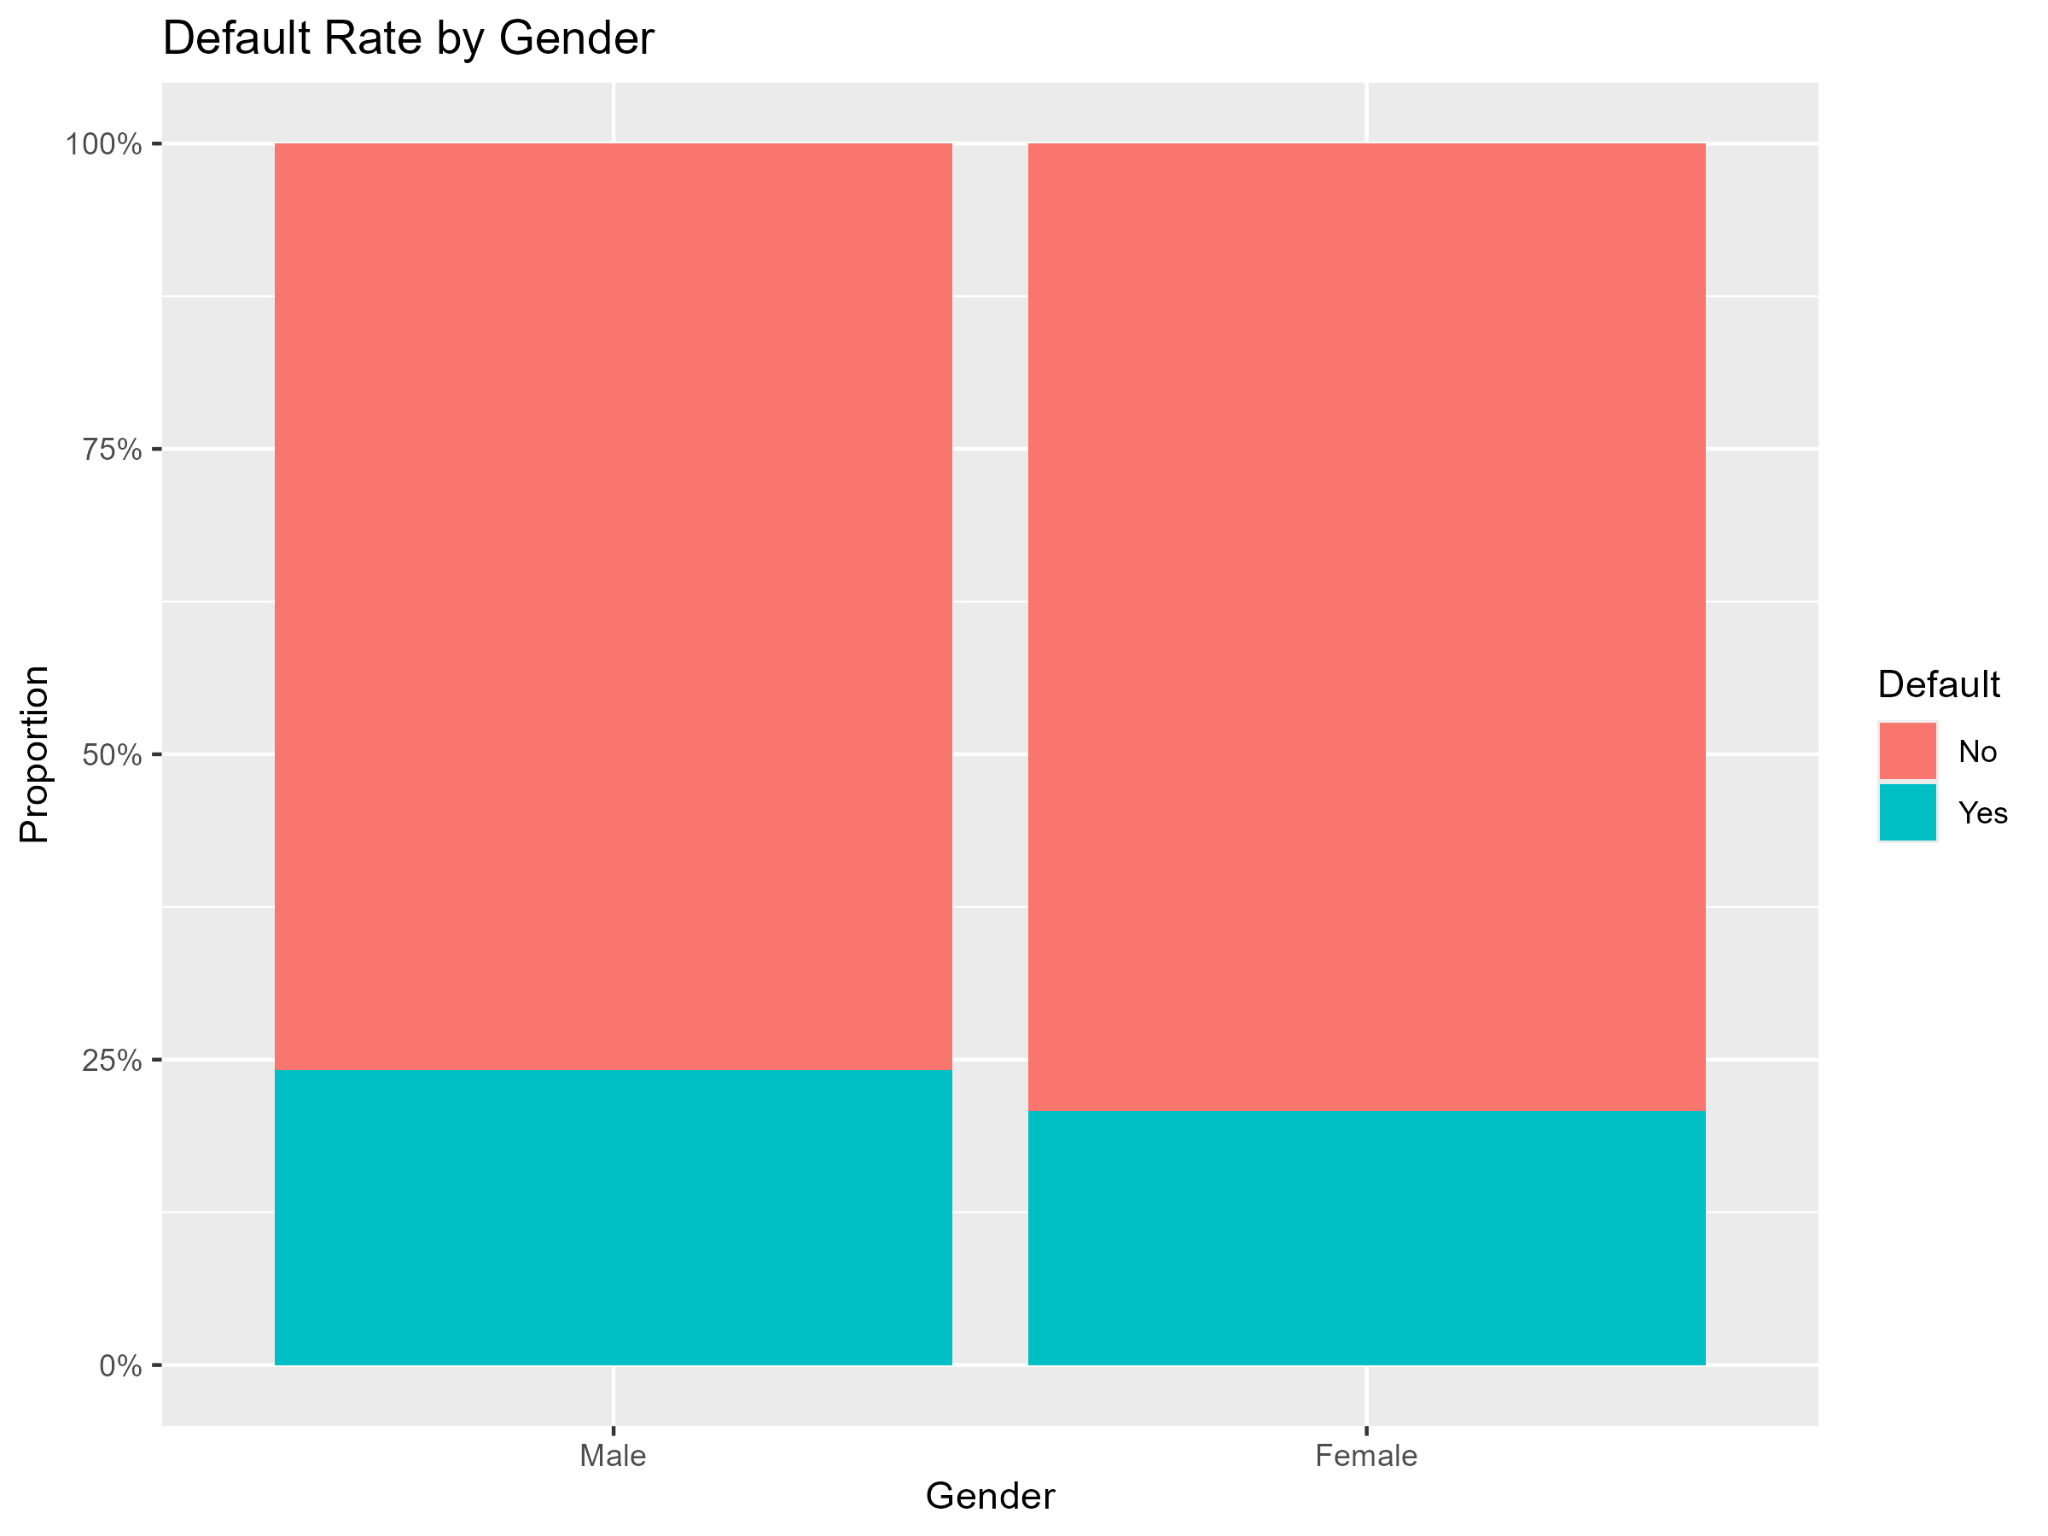 Default Rate by Gender
100%
75%
50%
25%
0%
Proportion
Male
Female
Gender
Default
No
Yes